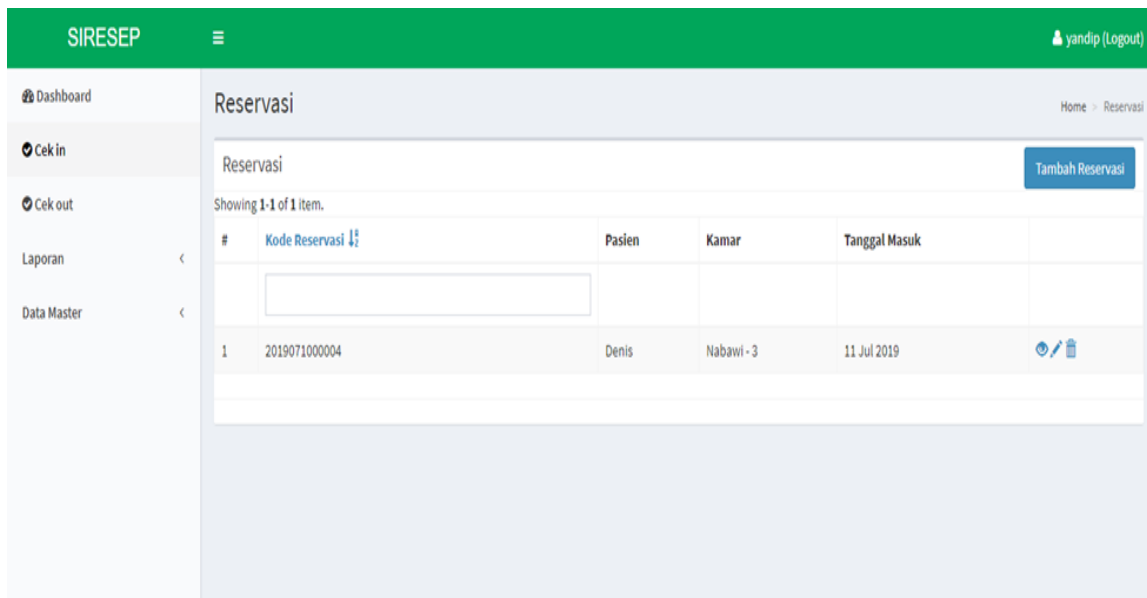 SIRESEP
yandip (Logout)
Dashboard
Cek in
Cek out
Laporan
Data Master
Reservasi
Home > Reservasi
Reservasi
Tambah Reservasi
Showing 1-1 of 1 item.
# Kode Reservasi Pasien Kamar Tanggal Masuk
1 2019071000004 Denis Nabawi - 3 11 Jul 2019